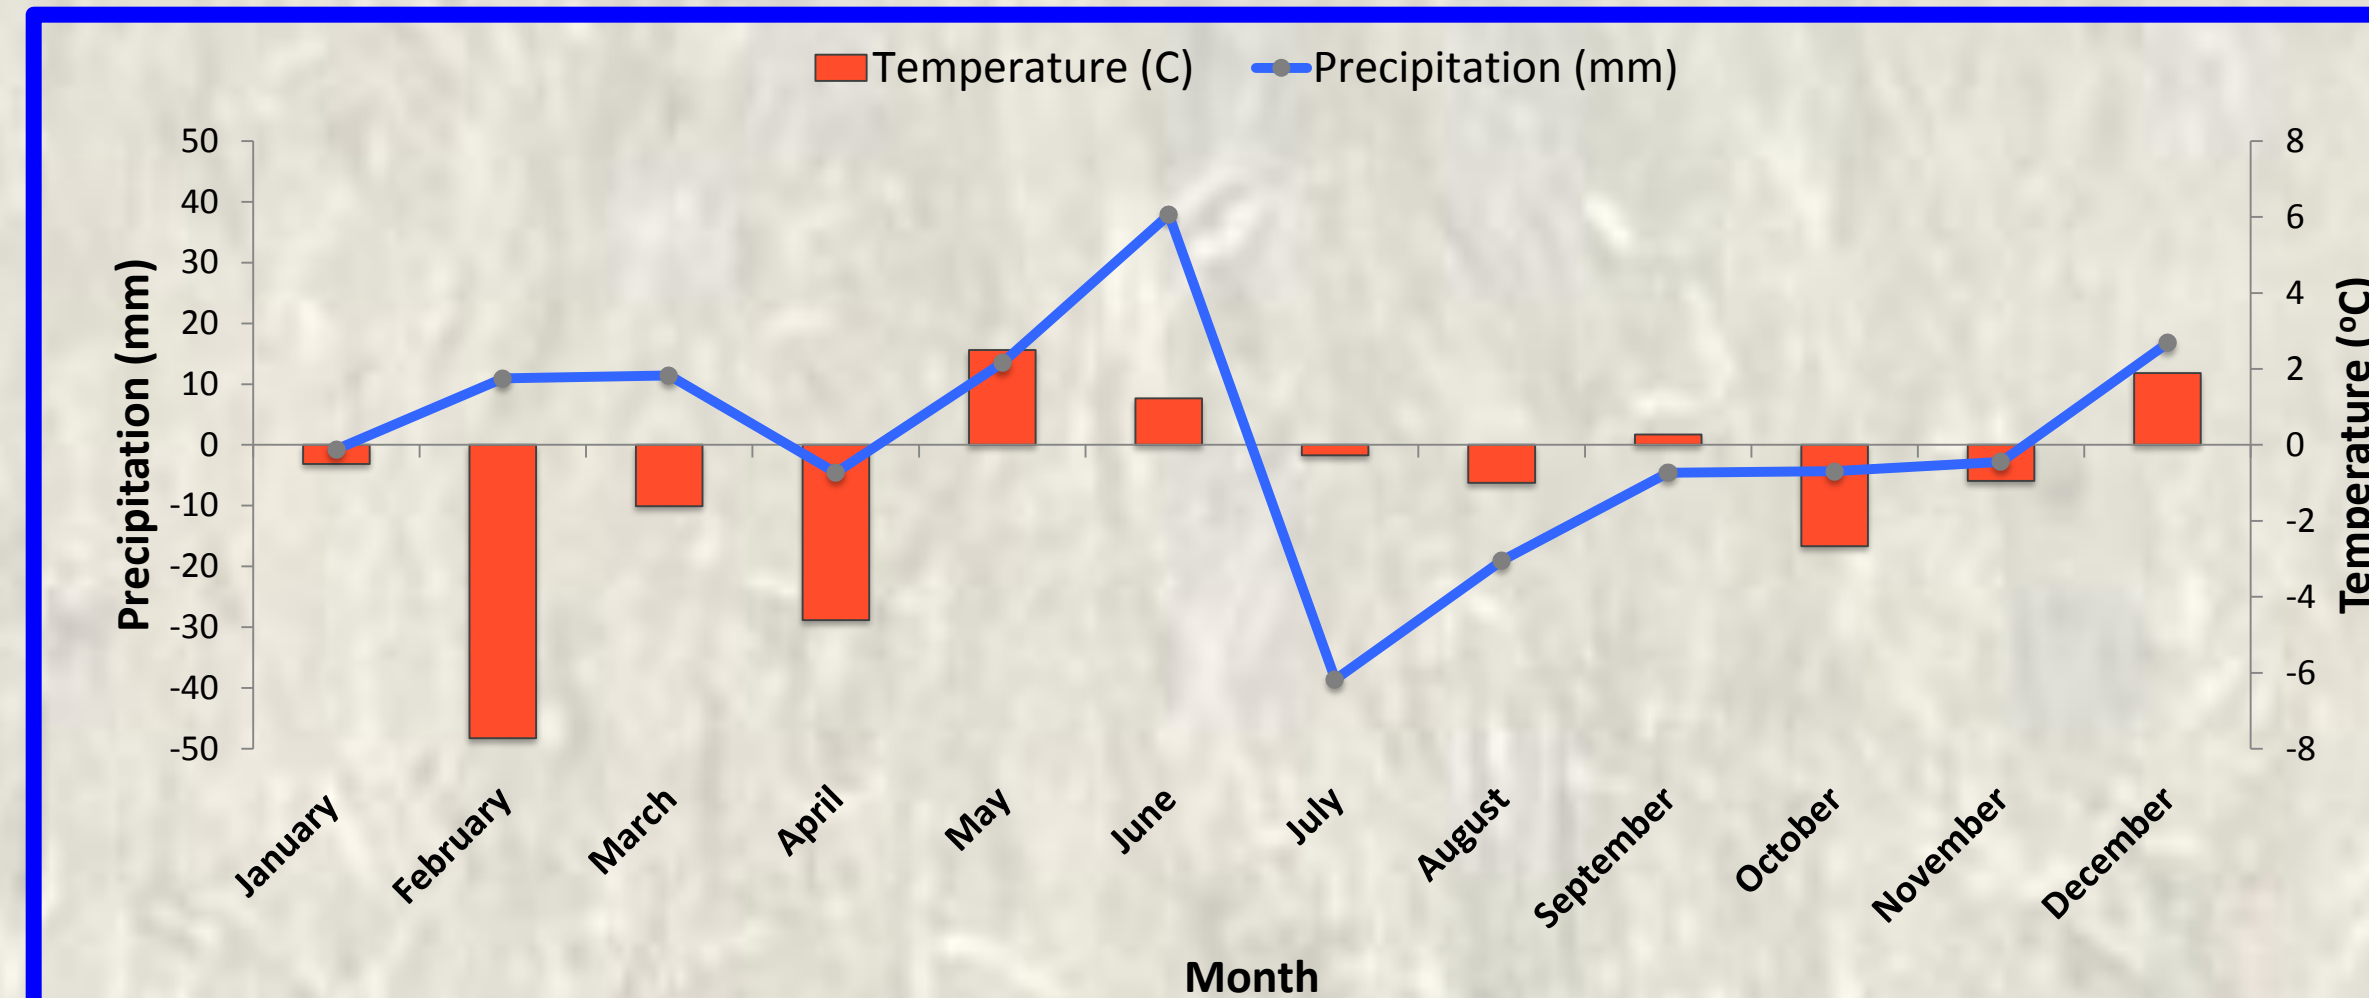 Temperature (C)
Precipitation (mm)
50
40
30
20
10
0
-10
-20
-30
-40
-50
Precipitation (mm)
8
6
4
2
0
-2
-4
-6
-8
Temperature (ºC)
January
February
March
April
May
June
July
August
September
October
November
December
Month